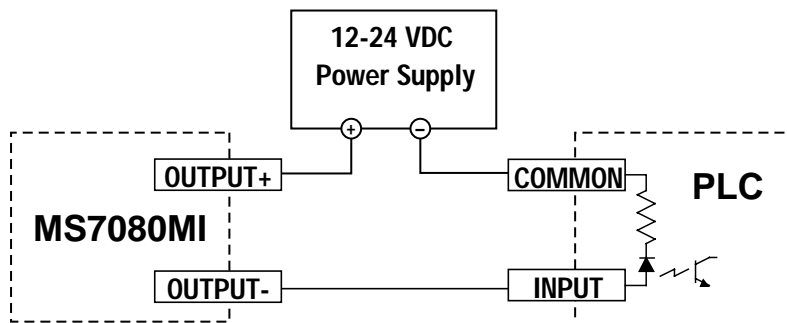 12-24 VDC
Power Supply
+
−
OUTPUT+
COMMON
PLC
MS7080MI
OUTPUT-
INPUT